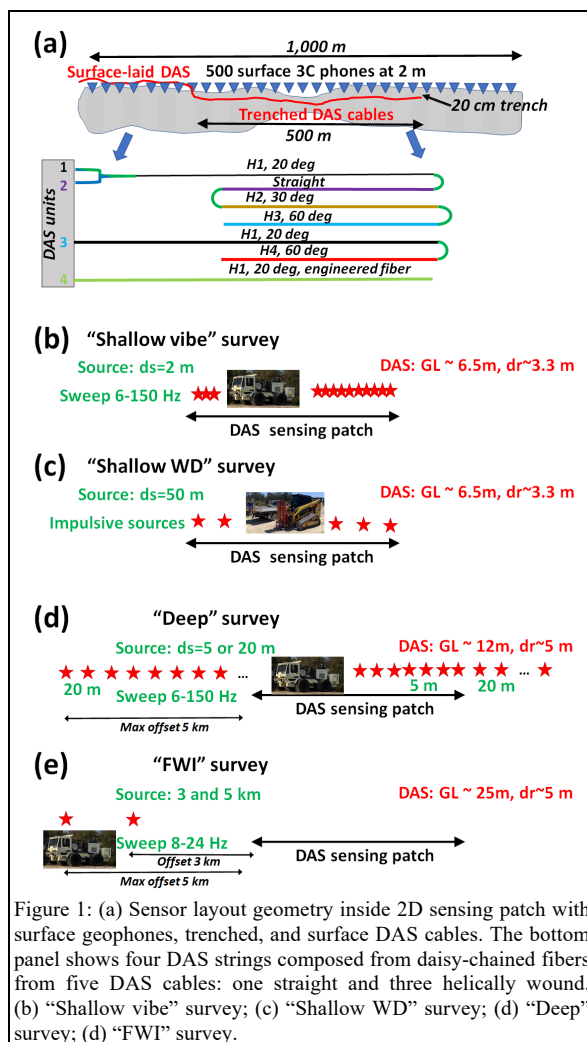 (a)
1,000 m
Surface-laid DAS
500 surface 3C phones at 2 m
20 cm trench
Trenched DAS cables
500 m
DAS units
1
H1, 20 deg
2
Straight
H2, 30 deg
H3, 60 deg
3
H1, 20 deg
H4, 60 deg
H1, 20 deg, engineered fiber
4
(b) “Shallow vibe” survey
Source: ds=2 m
DAS: GL ~ 6.5m, dr~3.3 m
Sweep 6-150 Hz
DAS sensing patch
(c) “Shallow WD” survey
Source: ds=50 m
DAS: GL ~ 6.5m, dr~3.3 m
Impulsive sources
DAS sensing patch
(d) “Deep” survey
Source: ds=5 or 20 m
DAS: GL ~ 12m, dr~5 m
... ...
20 m
5 m
20 m
Sweep 6-150 Hz
DAS sensing patch
Max offset 5 km
(e) “FWI” survey
Source: 3 and 5 km
DAS: GL ~ 25m, dr~5 m
Sweep 8-24 Hz
DAS sensing patch
Offset 3 km
Max offset 5 km
Figure 1: (a) Sensor layout geometry inside 2D sensing patch with
surface geophones, trenched, and surface DAS cables. The bottom
panel shows four DAS strings composed from daisy-chained fibers
from five DAS cables: one straight and three helically wound.
(b) “Shallow vibe” survey; (c) “Shallow WD” survey; (d) “Deep”
survey; (d) “FWI” survey.